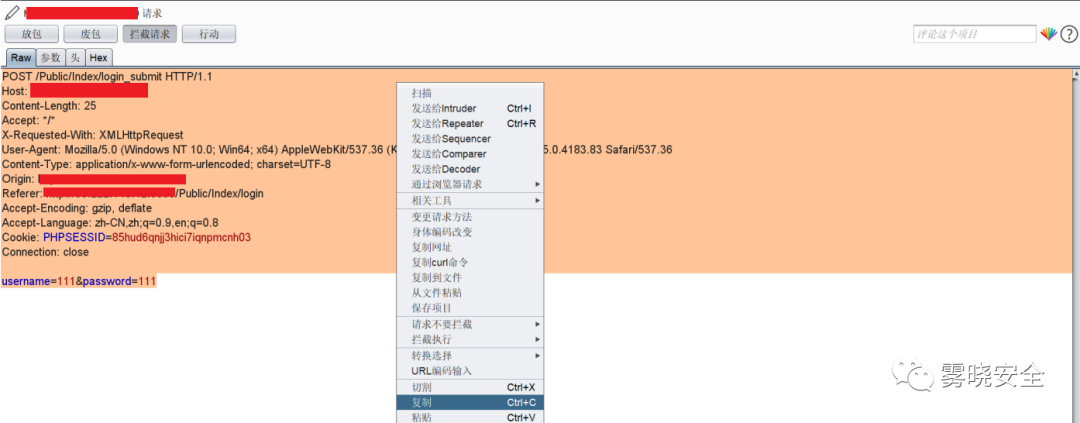 请求
放包 废包 拦截请求 行动 评论这个项目 ?
Raw 参数 头 Hex
POST /Public/Index/login_submit HTTP/1.1
Host:
Content-Length: 25
Accept: */*
X-Requested-With: XMLHttpRequest
User-Agent: Mozilla/5.0 (Windows NT 10.0; Win64; x64) AppleWebKit/537.36 (K 5.0.4183.83 Safari/537.36
Content-Type: application/x-www-form-urlencoded; charset=UTF-8
Origin:
Referer: /Public/Index/login
Accept-Encoding: gzip, deflate
Accept-Language: zh-CN,zh;q=0.9,en;q=0.8
Cookie: PHPSESSID=85hud6qnjj3hici7iqnpmcnh03
Connection: close
username=111&password=111
扫描
发送给Intruder Ctrl+I
发送给Repeater Ctrl+R
发送给Sequencer
发送给Comparer
发送给Decoder
通过浏览器请求
相关工具
变更请求方法
身体编码改变
复制网址
复制curl命令
复制到文件
从文件粘贴
保存项目
请求不要拦截
拦截执行
转换选择
URL编码输入
切割 Ctrl+X
复制 Ctrl+C
粘贴 Ctrl+V
雾晓安全